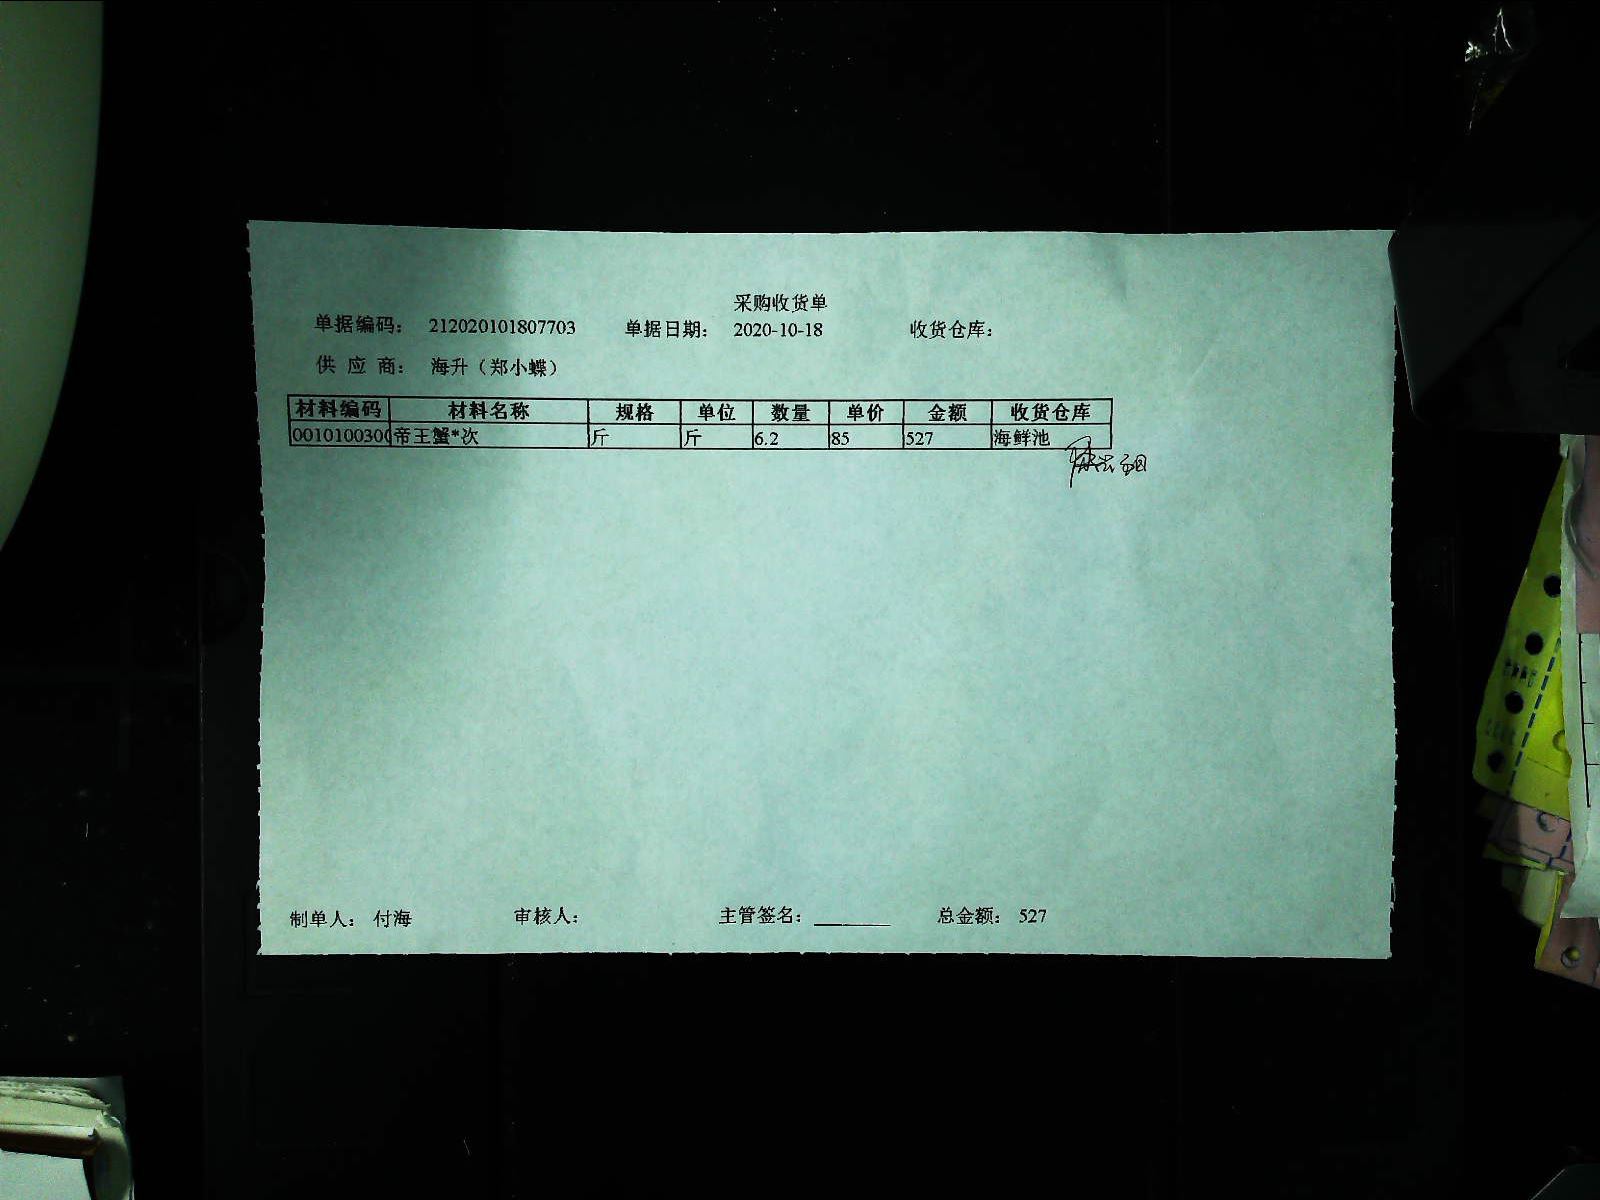 采购收货单
单据编码： 212020101807703 单据日期： 2020-10-18 收货仓库：
供 应 商： 海升（郑小蝶）
材料编码 材料名称 规格 单位 数量 单价 金额 收货仓库
0010100300 帝王蟹*次 斤 斤 6.2 85 527 海鲜池
制单人： 付海 审核人： 主管签名： 总金额： 527